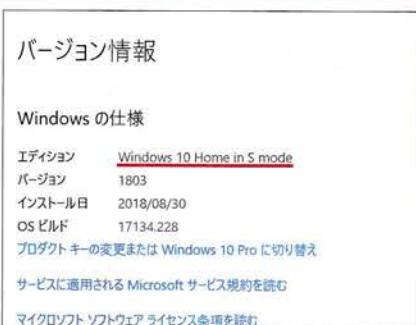 バージョン情報
Windows の仕様
エディション Windows 10 Home in S mode
バージョン 1803
インストール日 2018/08/30
OS ビルド 17134.228
プロダクト キーの変更または Windows 10 Pro に切り替え
サービスに適用される Microsoft サービス規約を読む
マイクロソフト ソフトウェア ライセンス条項を読む